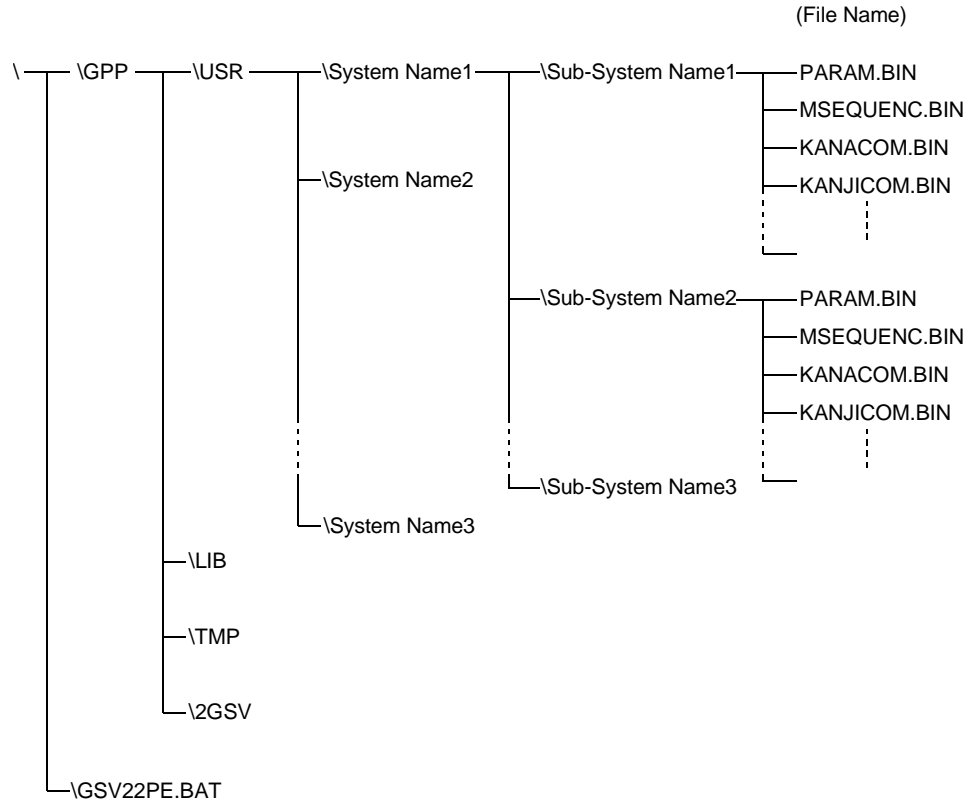 (File Name)
\ \GPP \USR \System Name1 \Sub-System Name1 PARAM.BIN
MSEQUENC.BIN
KANACOM.BIN
\System Name2 KANJICOM.BIN
\Sub-System Name2 PARAM.BIN
MSEQUENC.BIN
KANACOM.BIN
KANJICOM.BIN
\Sub-System Name3
\System Name3
\LIB
\TMP
\2GSV
\GSV22PE.BAT